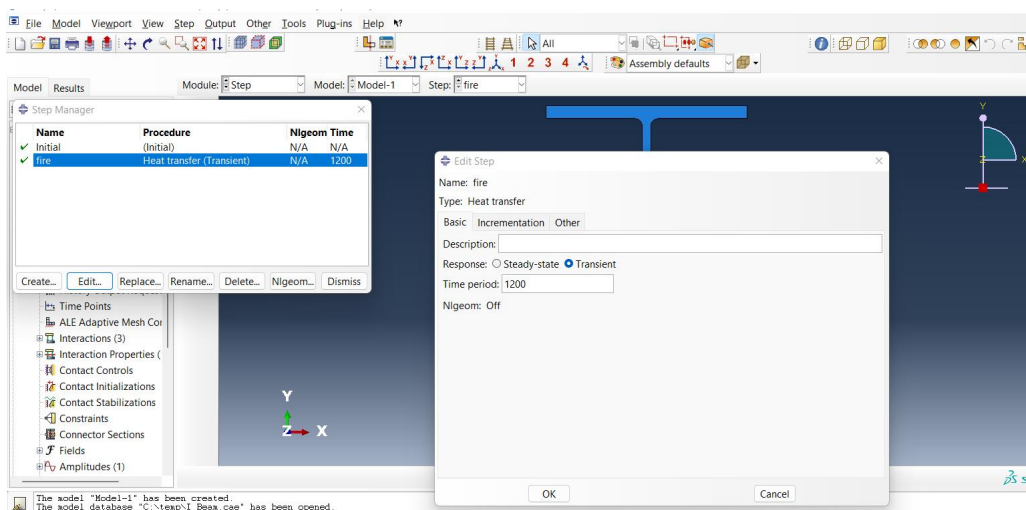 File Model Viewport View Step Output Other Tools Plug-ins Help
All
1 2 3 4 Assembly defaults
Model Results Module: Step Model: Model-1 Step: fire
Step Manager
Name Procedure Nlgeom Time
Initial (Initial) N/A N/A
fire Heat transfer (Transient) N/A 1200
Create... Edit... Replace... Rename... Delete... Nlgeom... Dismiss
Time Points
ALE Adaptive Mesh Con
Interactions (3)
Interaction Properties (
Contact Controls
Contact Initializations
Contact Stabilizations
Constraints
Connector Sections
Fields
Amplitudes (1)
Y
Z X
Y
Z X
Edit Step
Name: fire
Type: Heat transfer
Basic Incrementation Other
Description:
Response: Steady-state Transient
Time period: 1200
Nlgeom: Off
OK Cancel
The model "Model-1" has been created.
The model database "C:\temp\I_Beam.cae" has been opened.